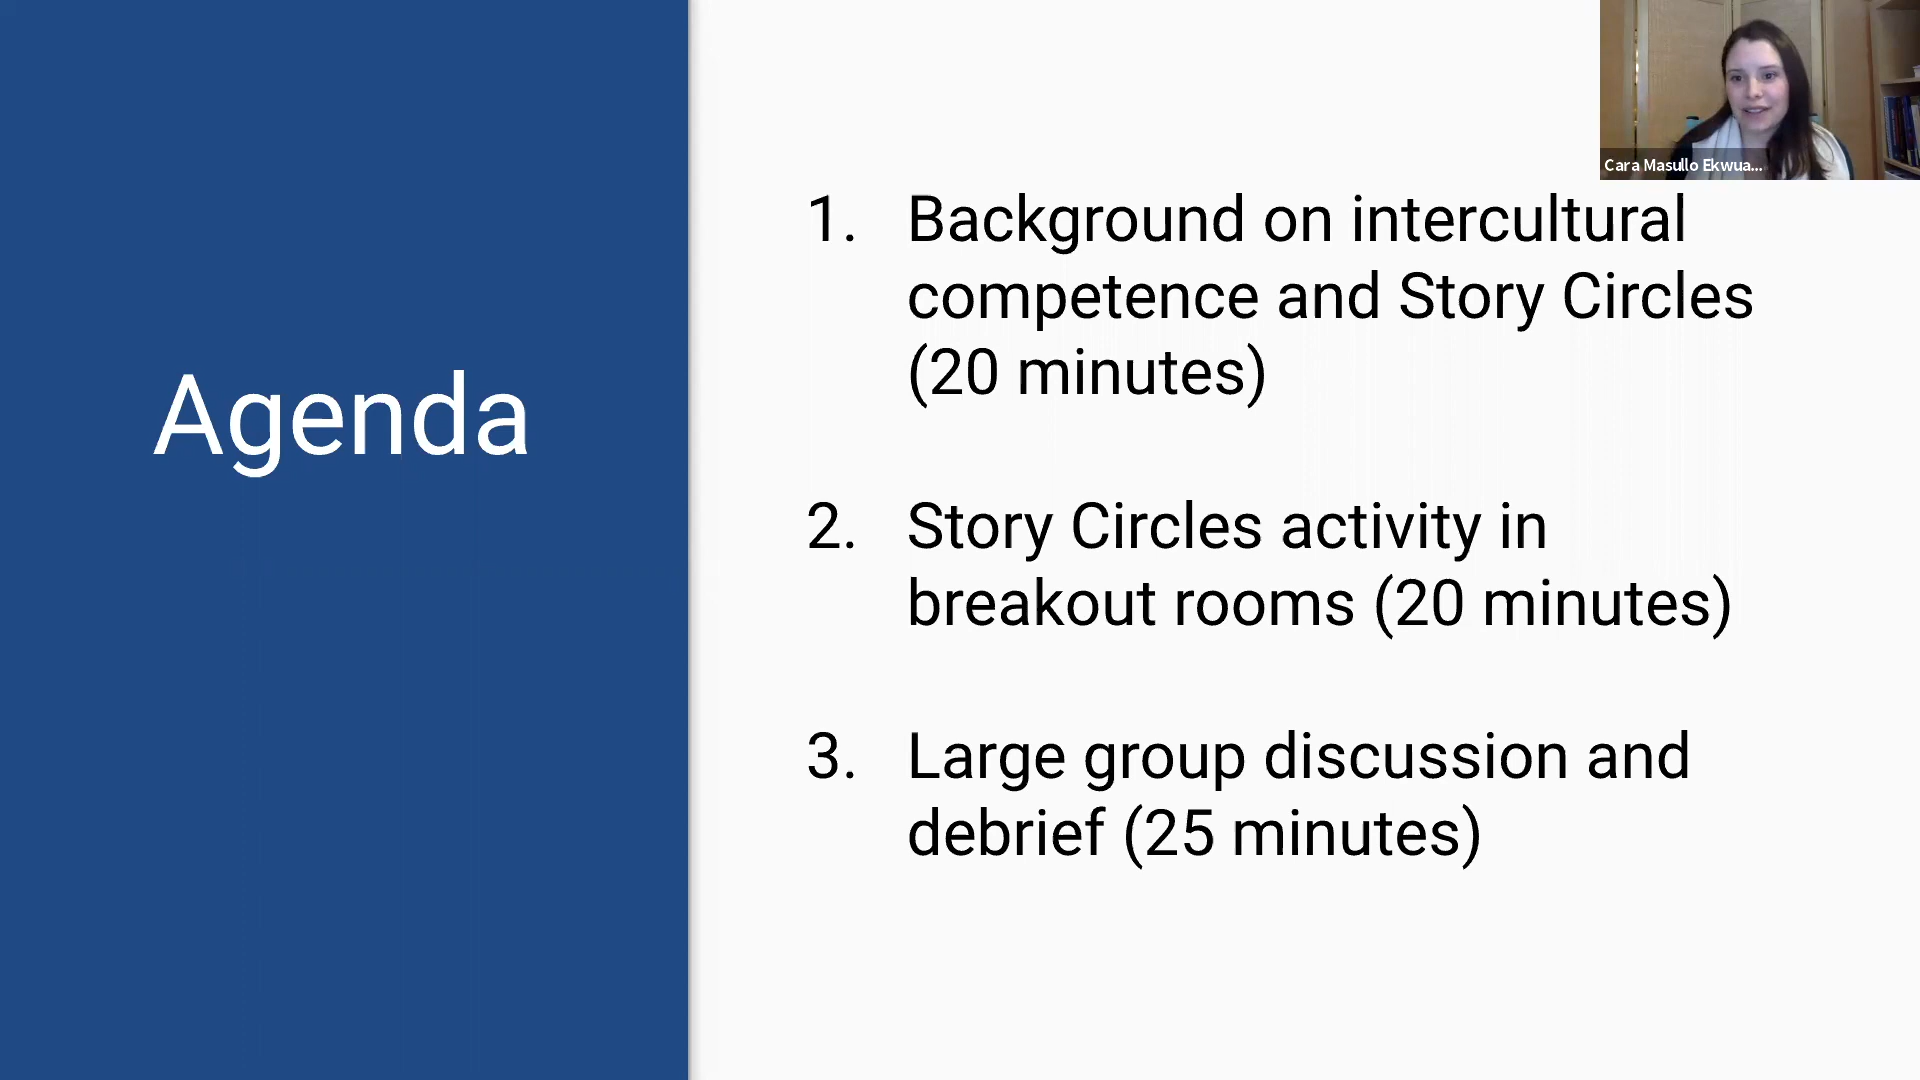 Cara Masullo Ekwua...
Agenda
1. Background on intercultural
competence and Story Circles
(20 minutes)
2. Story Circles activity in
breakout rooms (20 minutes)
3. Large group discussion and
debrief (25 minutes)